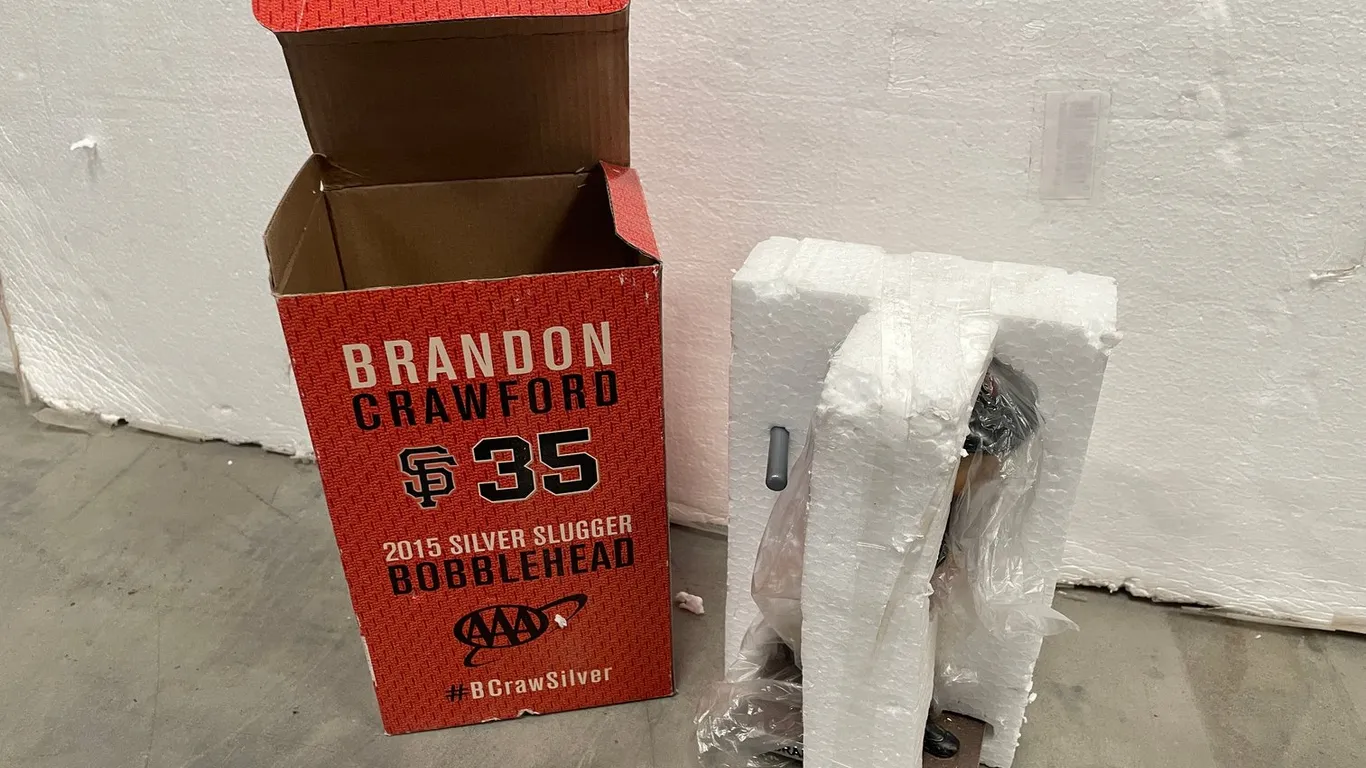 BRANDON
CRAWFORD
SF 35
2015 SILVER SLUGGER
BOBBLEHEAD
AAA
#BCrawSilver